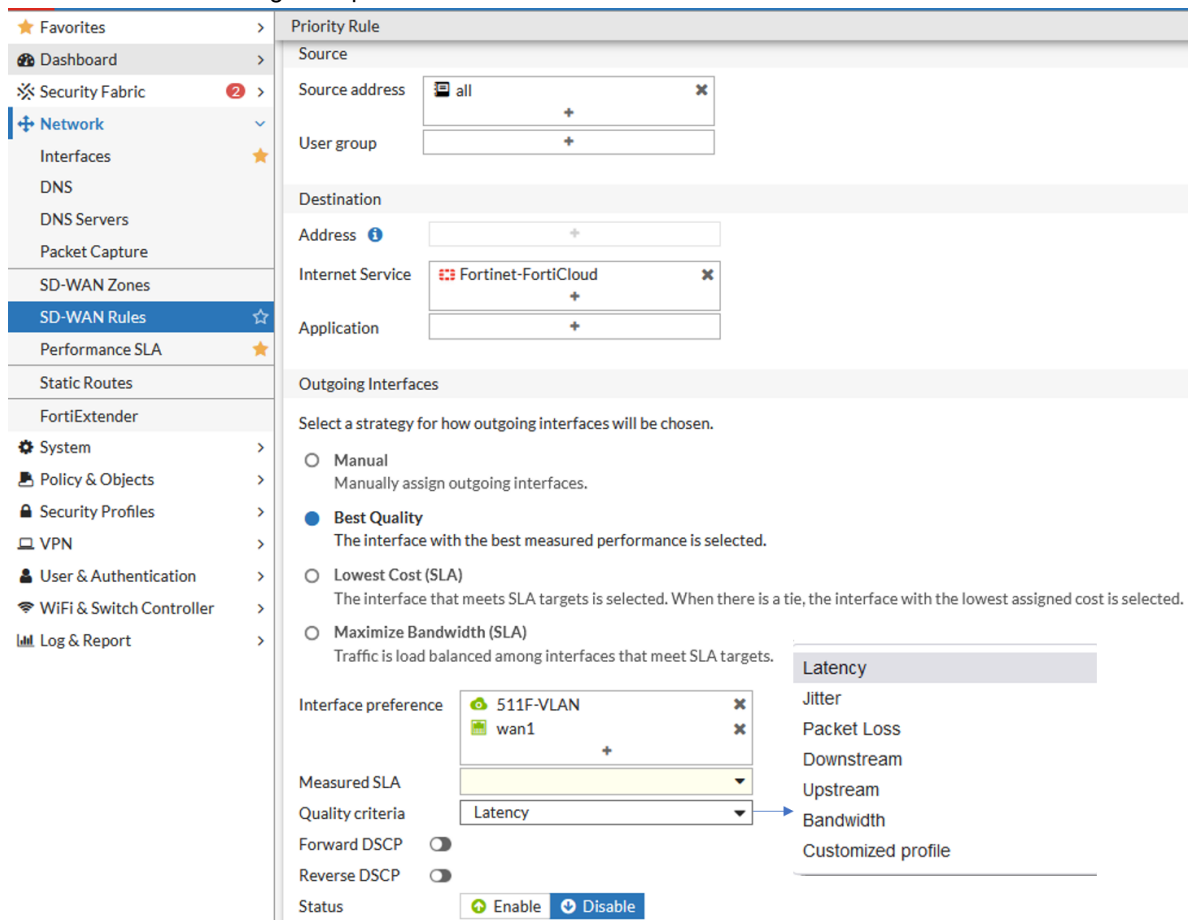 Favorites
Dashboard
Security Fabric 2
Network
Interfaces
DNS
DNS Servers
Packet Capture
SD-WAN Zones
SD-WAN Rules
Performance SLA
Static Routes
FortiExtender
System
Policy & Objects
Security Profiles
VPN
User & Authentication
WiFi & Switch Controller
Log & Report
Priority Rule
Source
Source address all
+
User group +
Destination
Address +
Internet Service Fortinet-FortiCloud
+
Application +
Outgoing Interfaces
Select a strategy for how outgoing interfaces will be chosen.
Manual
Manually assign outgoing interfaces.
Best Quality
The interface with the best measured performance is selected.
Lowest Cost (SLA)
The interface that meets SLA targets is selected. When there is a tie, the interface with the lowest assigned cost is selected.
Maximize Bandwidth (SLA)
Traffic is load balanced among interfaces that meet SLA targets.
Interface preference 511F-VLAN
wan1
+
Measured SLA
Quality criteria Latency
Forward DSCP
Reverse DSCP
Status Enable Disable
Latency
Jitter
Packet Loss
Downstream
Upstream
Bandwidth
Customized profile